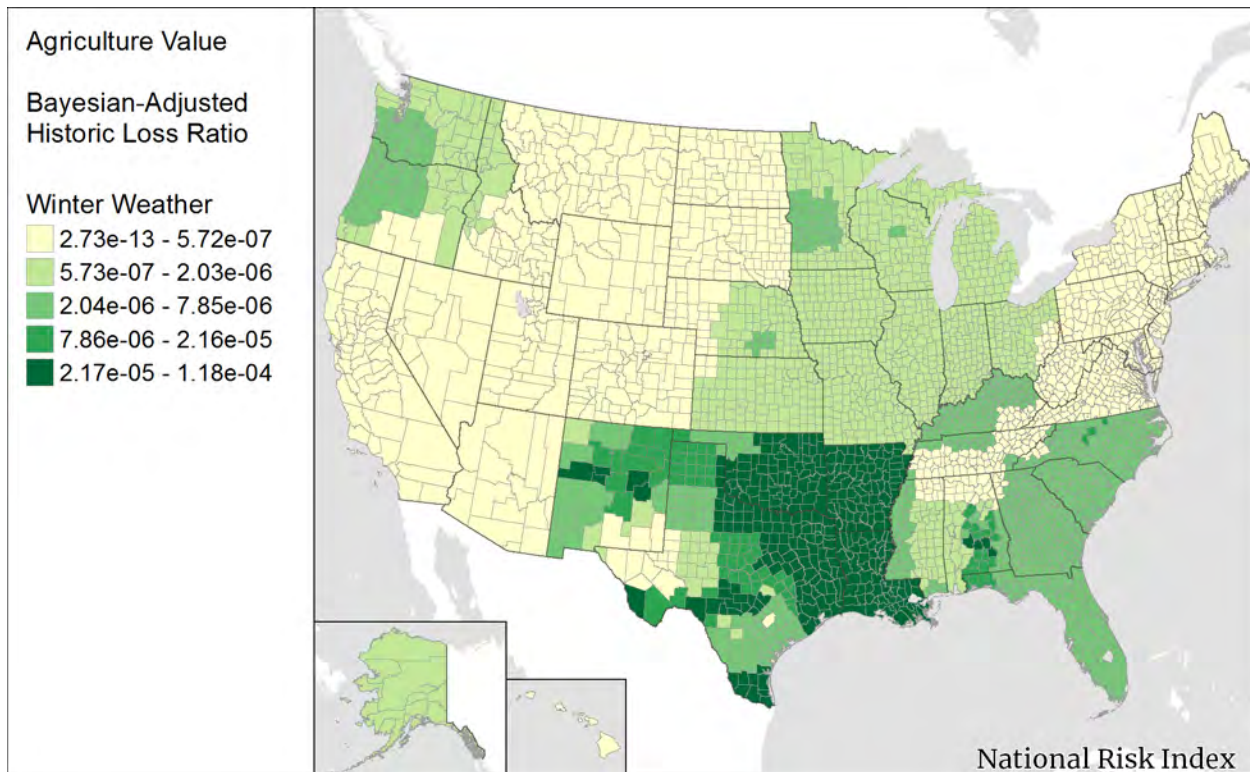 Agriculture Value
Bayesian-Adjusted
Historic Loss Ratio
Winter Weather
2.73e-13 - 5.72e-07
5.73e-07 - 2.03e-06
2.04e-06 - 7.85e-06
7.86e-06 - 2.16e-05
2.17e-05 - 1.18e-04
National Risk Index